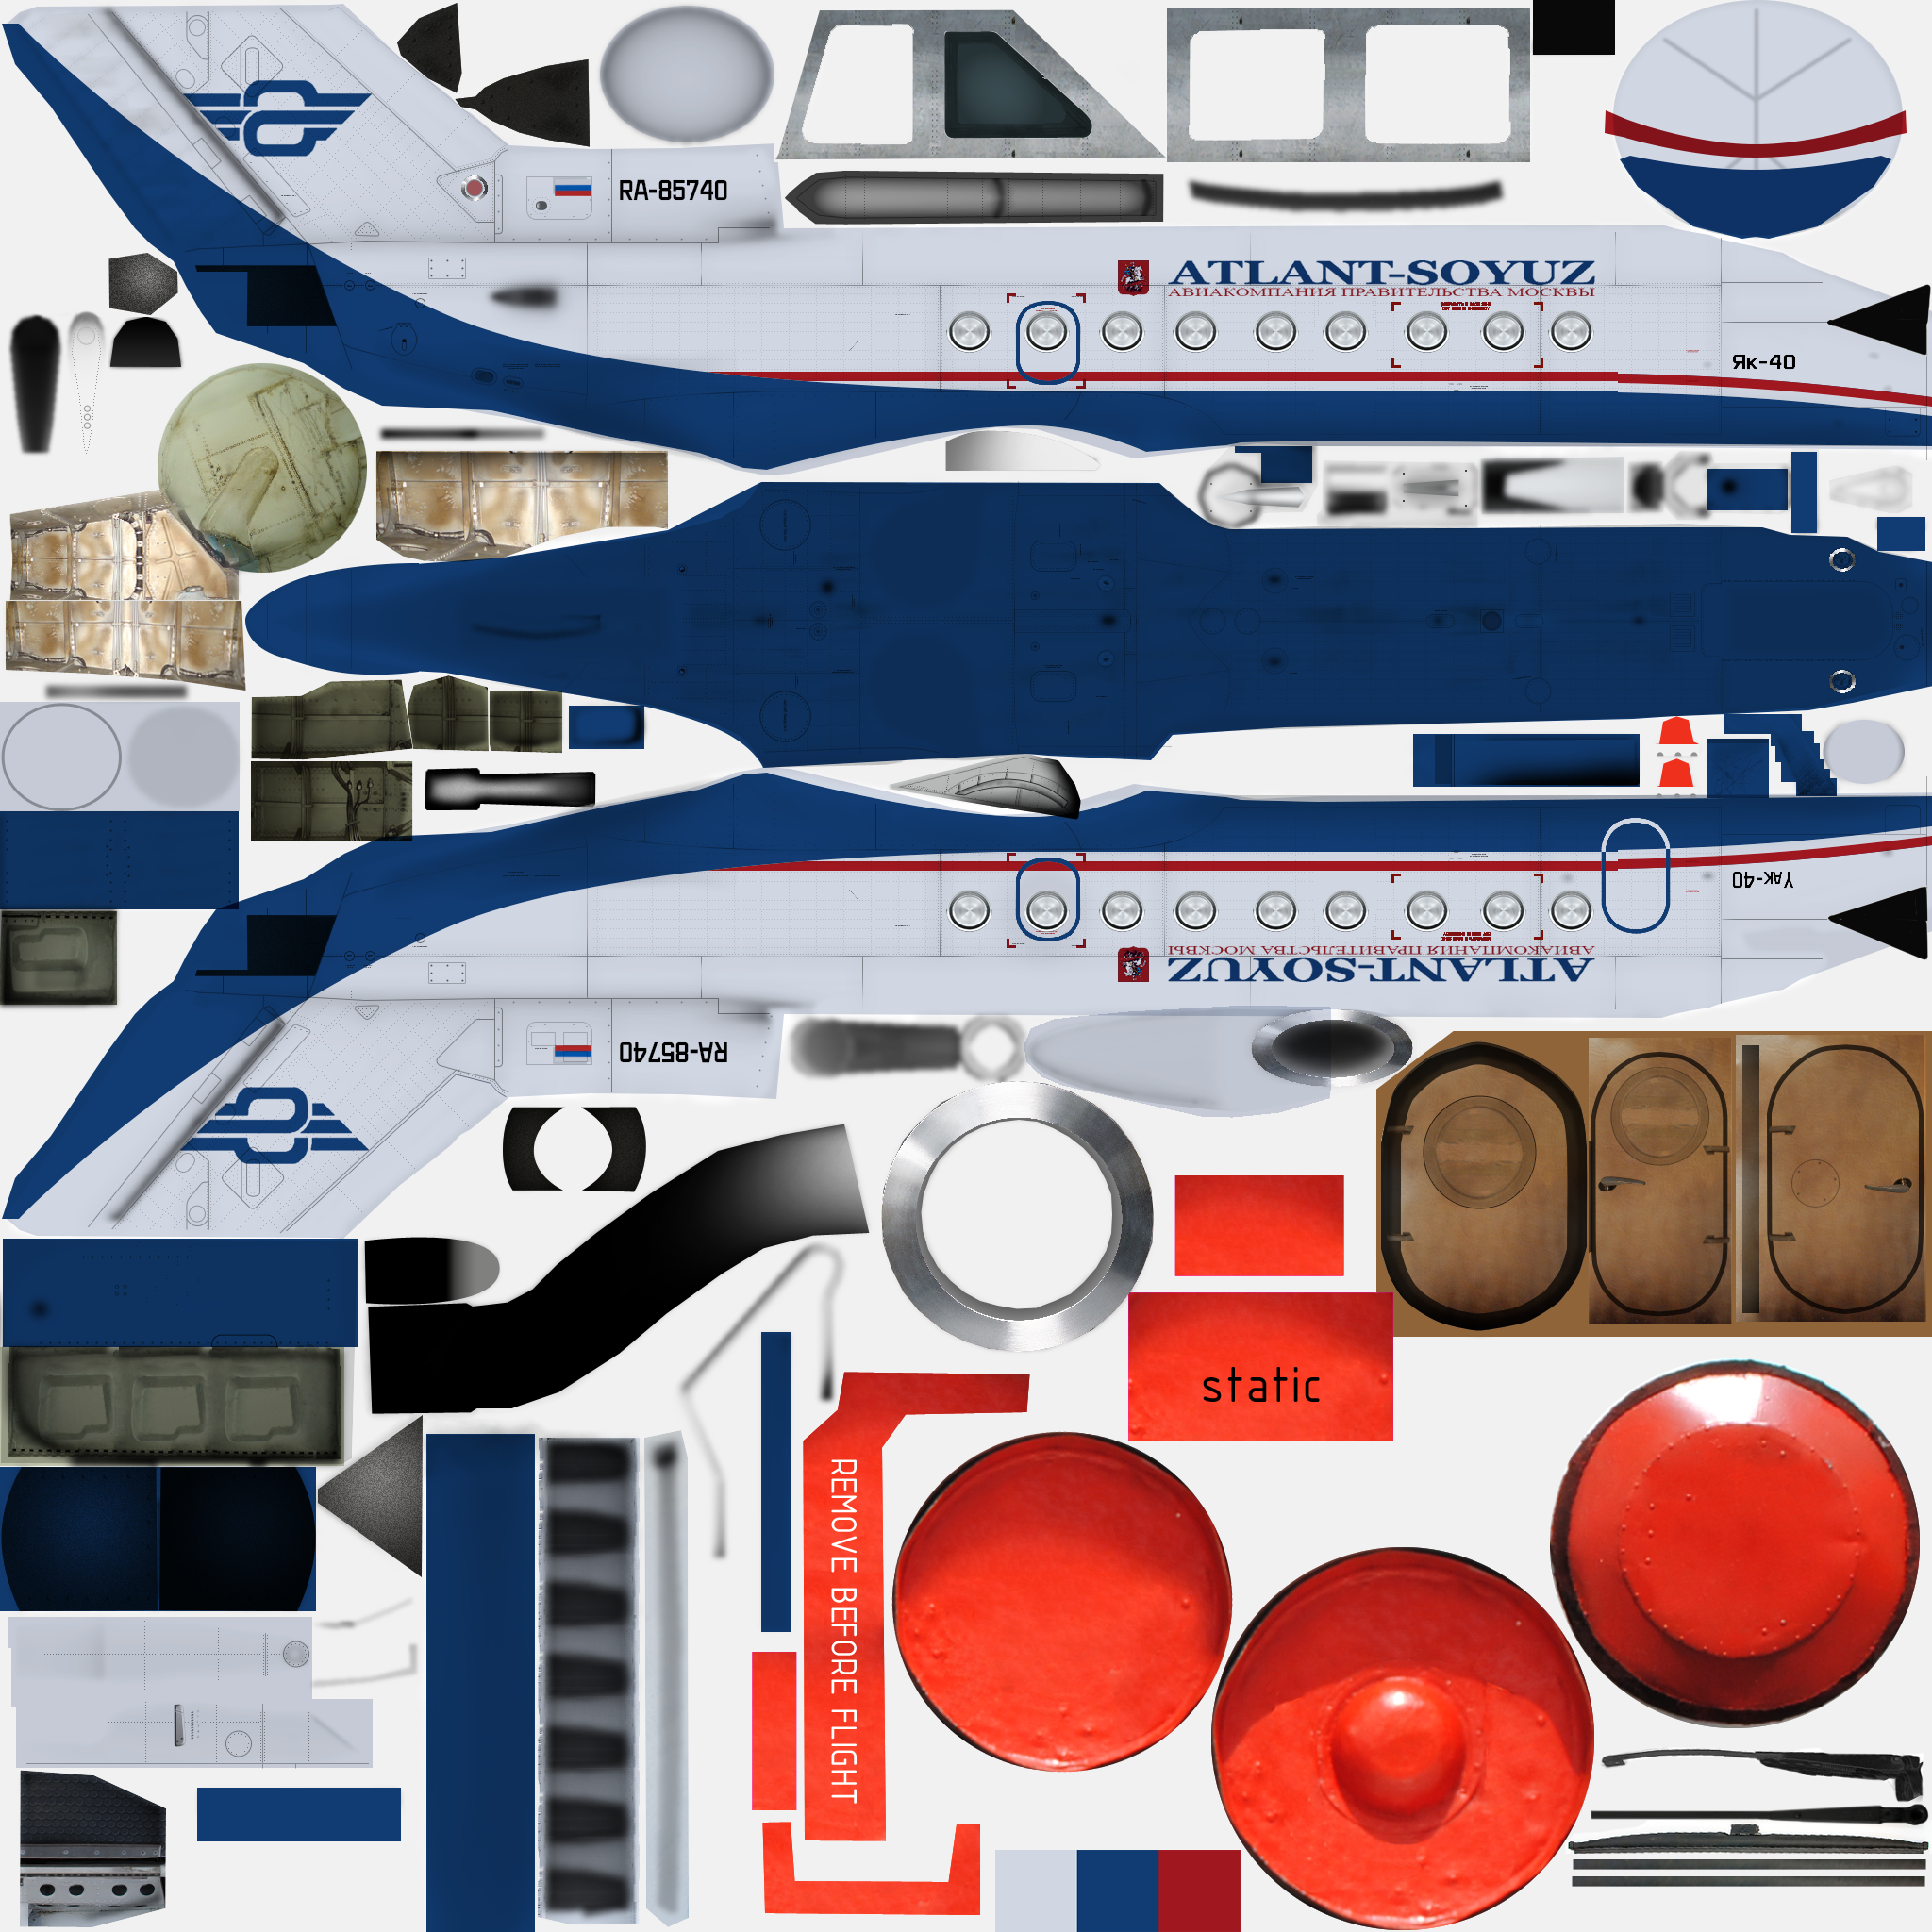 RA-85740
ATLANT-SOYUZ
АВИАКОМПАНИЯ ПРАВИТЕЛЬСТВА МОСКВЫ
Як-40
Yak-40
АВИАКОМПАНИЯ ПРАВИТЕЛЬСТВА МОСКВЫ
ATLANT-SOYUZ
RA-85740
static
REMOVE BEFORE FLIGHT